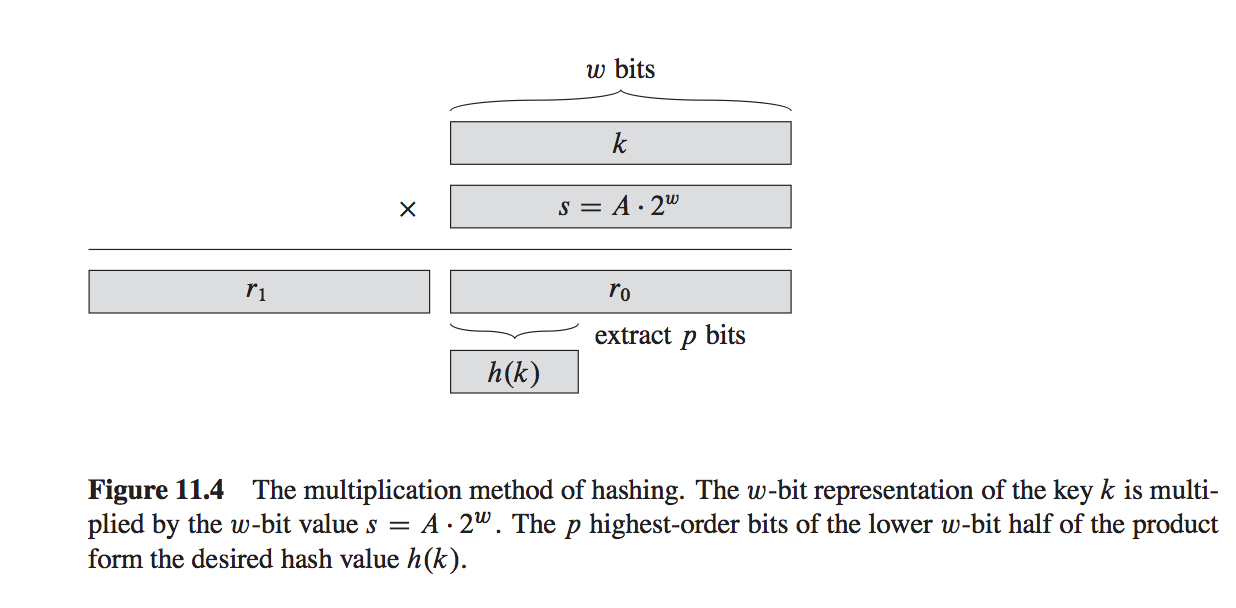 w bits
k
× s = A · 2^w
r₁ r₀
extract p bits
h(k)
Figure 11.4 The multiplication method of hashing. The w-bit representation of the key k is multi-
plied by the w-bit value s = A · 2^w. The p highest-order bits of the lower w-bit half of the product
form the desired hash value h(k).